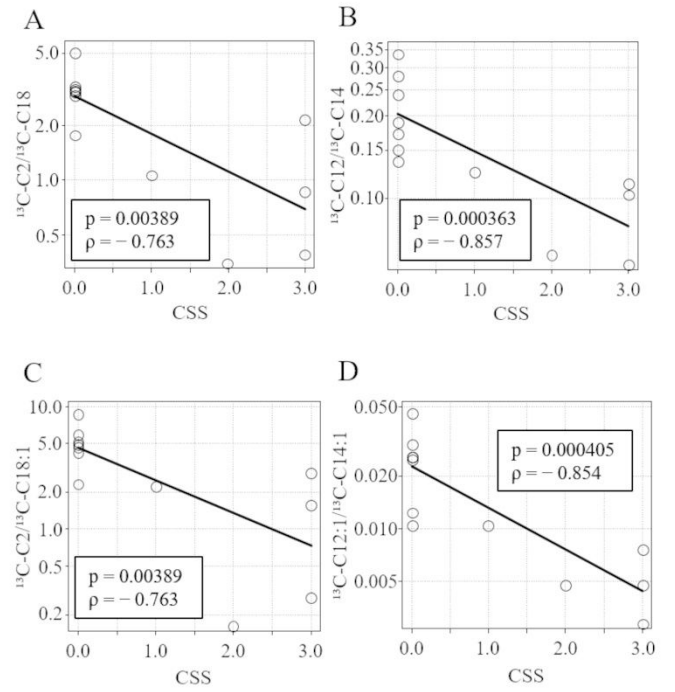 A
¹³C-C2/¹³C-C18
5.0
2.0
1.0
0.5
p = 0.00389
ρ = − 0.763
0.0 1.0 2.0 3.0
CSS
B
¹³C-C12/¹³C-C14
0.35
0.30
0.25
0.20
0.15
0.10
p = 0.000363
ρ = − 0.857
0.0 1.0 2.0 3.0
CSS
C
¹³C-C2/¹³C-C18:1
10.0
5.0
2.0
1.0
0.5
0.2
p = 0.00389
ρ = − 0.763
0.0 1.0 2.0 3.0
CSS
D
¹³C-C12:1/¹³C-C14:1
0.050
0.020
0.010
0.005
p = 0.000405
ρ = − 0.854
0.0 1.0 2.0 3.0
CSS